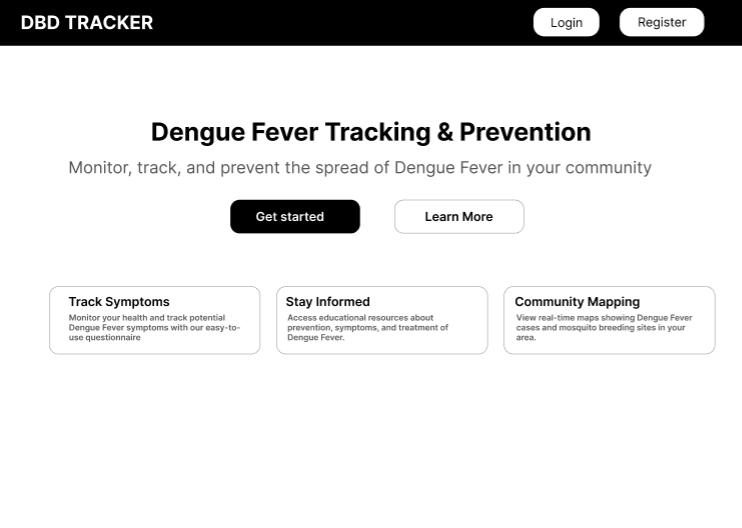 DBD TRACKER
Login
Register
Dengue Fever Tracking & Prevention
Monitor, track, and prevent the spread of Dengue Fever in your community
Get started
Learn More
Track Symptoms
Monitor your health and track potential
Dengue Fever symptoms with our easy-to-
use questionnaire
Stay Informed
Access educational resources about
prevention, symptoms, and treatment of
Dengue Fever.
Community Mapping
View real-time maps showing Dengue Fever
cases and mosquito breeding sites in your
area.